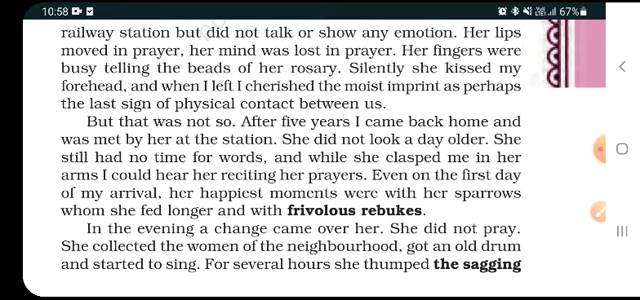 10:58
67%
railway station but did not talk or show any emotion. Her lips
moved in prayer, her mind was lost in prayer. Her fingers were
busy telling the beads of her rosary. Silently she kissed my
forehead, and when I left I cherished the moist imprint as perhaps
the last sign of physical contact between us.
But that was not so. After five years I came back home and
was met by her at the station. She did not look a day older. She
still had no time for words, and while she clasped me in her
arms I could hear her reciting her prayers. Even on the first day
of my arrival, her happiest moments were with her sparrows
whom she fed longer and with frivolous rebukes.
In the evening a change came over her. She did not pray.
She collected the women of the neighbourhood, got an old drum
and started to sing. For several hours she thumped the sagging